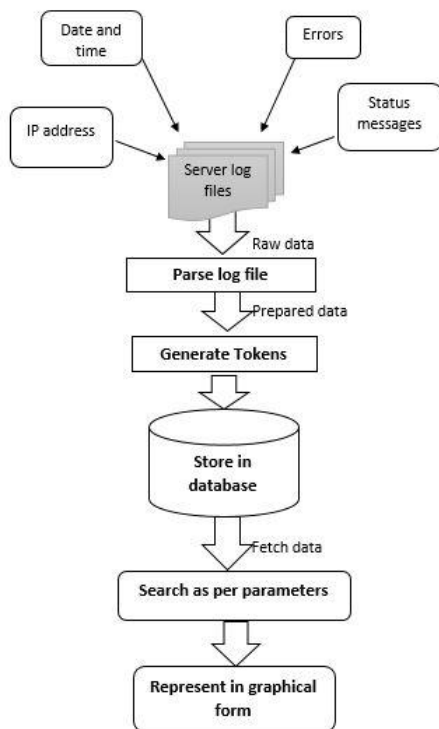 Date and
time
Errors
IP address
Status
messages
Server log
files
Raw data
Parse log file
Prepared data
Generate Tokens
Store in
database
Fetch data
Search as per parameters
Represent in graphical
form